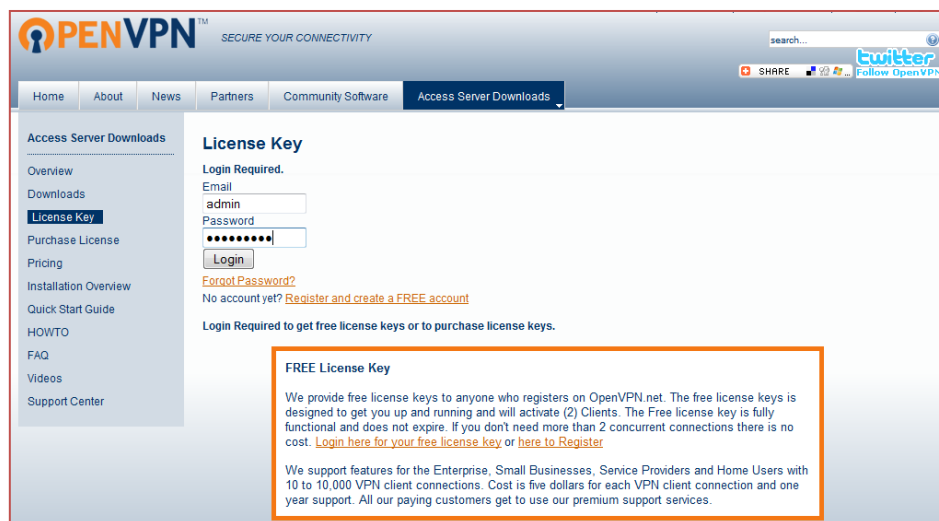 OPENVPN™
SECURE YOUR CONNECTIVITY
search...
twitter
SHARE
Follow OpenVPN
Home About News Partners Community Software Access Server Downloads
Access Server Downloads
Overview
Downloads
License Key
Purchase License
Pricing
Installation Overview
Quick Start Guide
HOWTO
FAQ
Videos
Support Center
License Key
Login Required.
Email
admin
Password
•••••••••
Login
Forgot Password?
No account yet? Register and create a FREE account
Login Required to get free license keys or to purchase license keys.
FREE License Key
We provide free license keys to anyone who registers on OpenVPN.net. The free license keys is
designed to get you up and running and will activate (2) Clients. The Free license key is fully
functional and does not expire. If you don't need more than 2 concurrent connections there is no
cost. Login here for your free license key or here to Register
We support features for the Enterprise, Small Businesses, Service Providers and Home Users with
10 to 10,000 VPN client connections. Cost is five dollars for each VPN client connection and one
year support. All our paying customers get to use our premium support services.